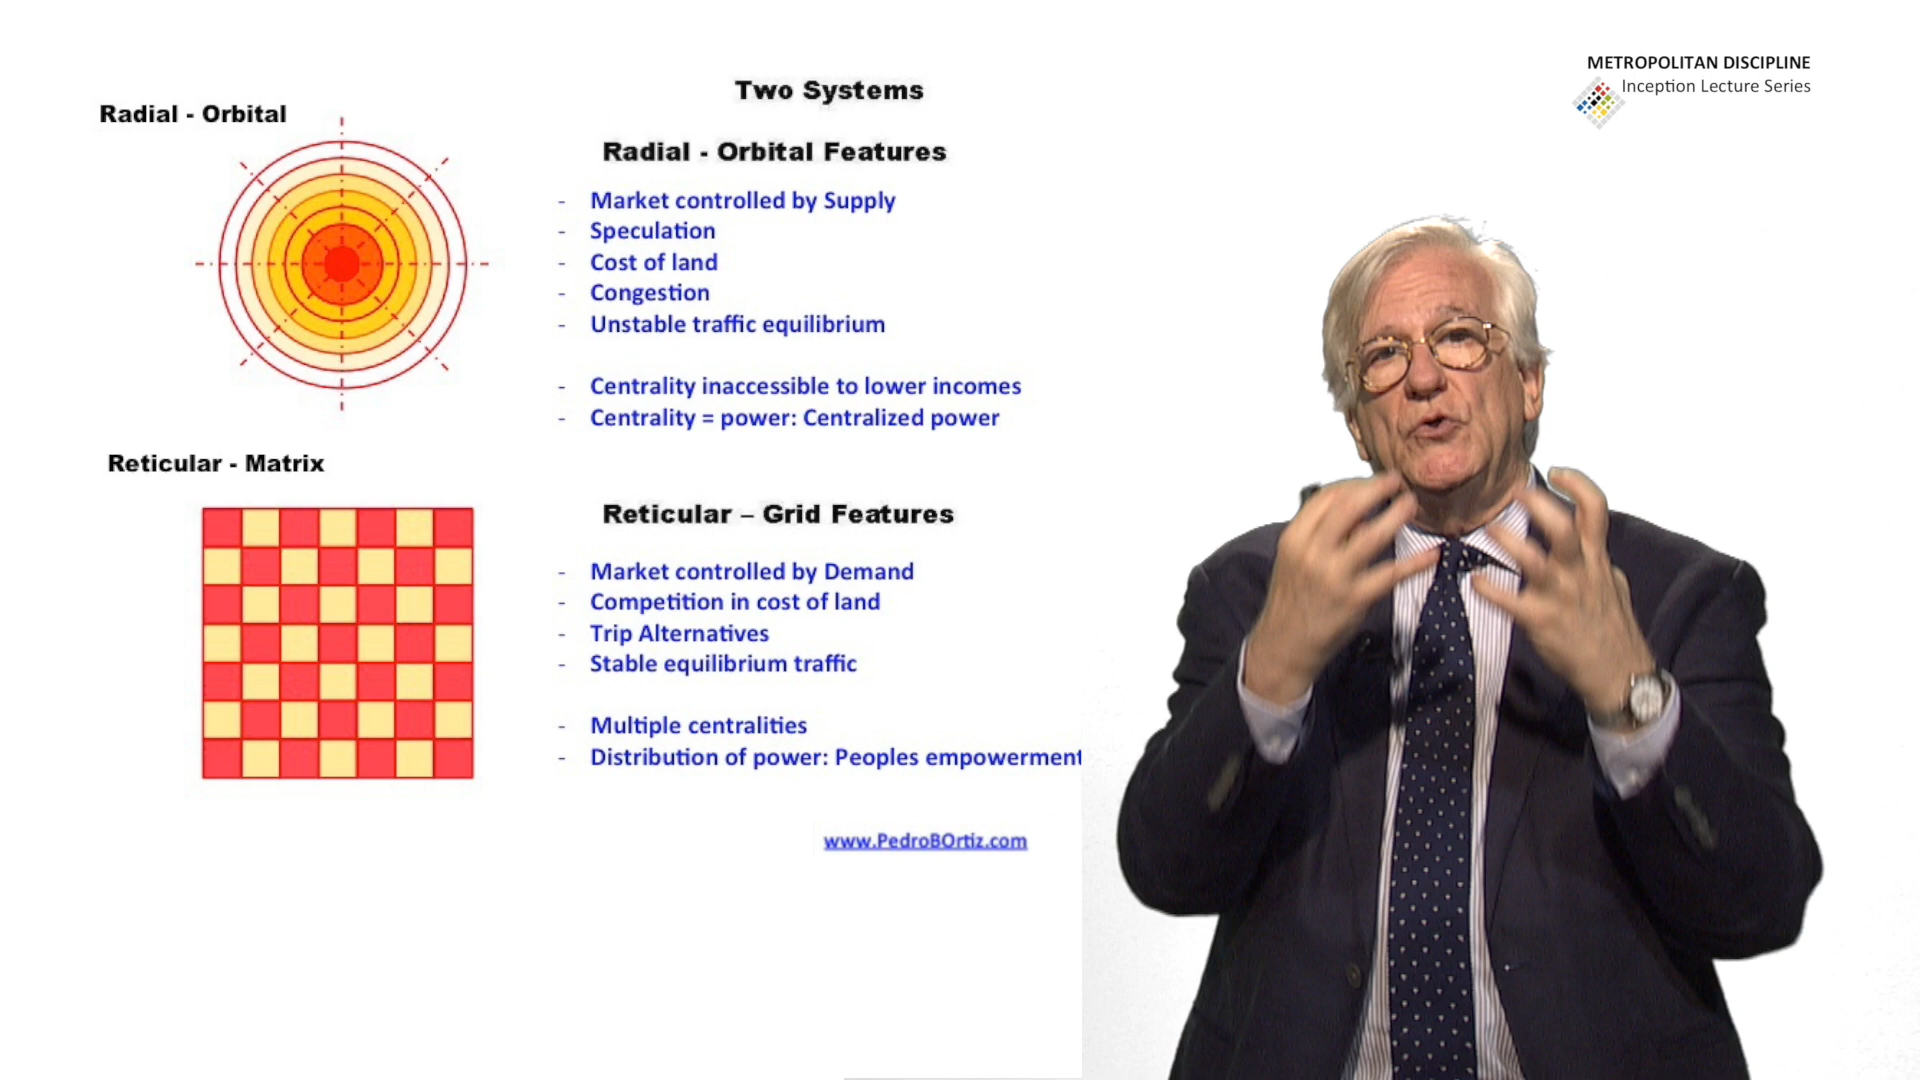 METROPOLITAN DISCIPLINE
Inception Lecture Series
Two Systems
Radial - Orbital
Radial - Orbital Features
- Market controlled by Supply
- Speculation
- Cost of land
- Congestion
- Unstable traffic equilibrium
- Centrality inaccessible to lower incomes
- Centrality = power: Centralized power
Reticular - Matrix
Reticular – Grid Features
- Market controlled by Demand
- Competition in cost of land
- Trip Alternatives
- Stable equilibrium traffic
- Multiple centralities
- Distribution of power: Peoples empowerment
www.PedroBOrtiz.com